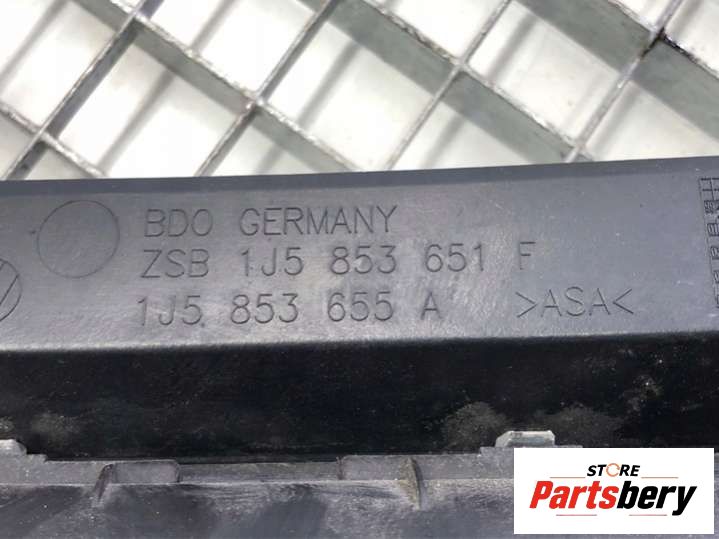 BDO GERMANY
ZSB 1J5 853 651 F
1J5 853 655 A >ASA<
STORE
Partsbery